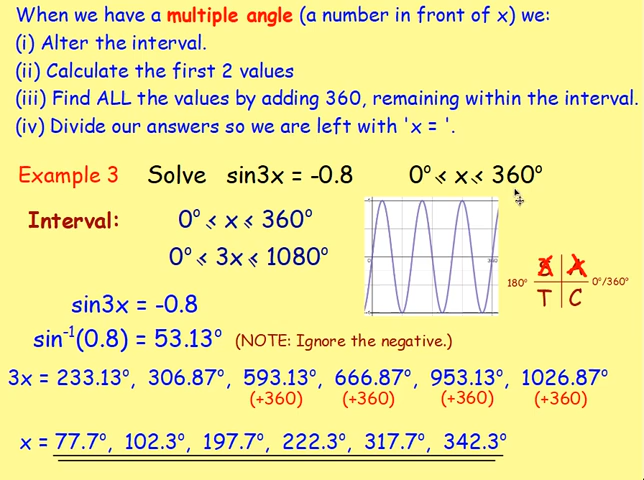 When we have a multiple angle (a number in front of x) we:
(i) Alter the interval.
(ii) Calculate the first 2 values
(iii) Find ALL the values by adding 360, remaining within the interval.
(iv) Divide our answers so we are left with 'x = '.
Example 3 Solve sin3x = -0.8 0° ≤ x ≤ 360°
Interval: 0° ≤ x ≤ 360°
0° ≤ 3x ≤ 1080°
S A
180° 0°/360°
T C
sin3x = -0.8
sin⁻¹(0.8) = 53.13° (NOTE: Ignore the negative.)
3x = 233.13°, 306.87°, 593.13°, 666.87°, 953.13°, 1026.87°
(+360) (+360) (+360) (+360)
x = 77.7°, 102.3°, 197.7°, 222.3°, 317.7°, 342.3°